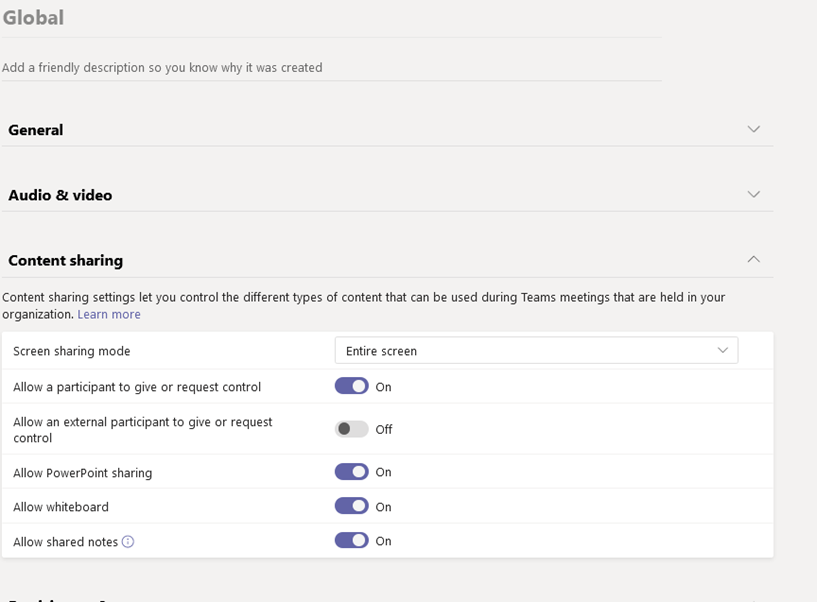 Global
Add a friendly description so you know why it was created
General
Audio & video
Content sharing
Content sharing settings let you control the different types of content that can be used during Teams meetings that are held in your
organization. Learn more
Screen sharing mode
Entire screen
Allow a participant to give or request control
On
Allow an external participant to give or request
control
Off
Allow PowerPoint sharing
On
Allow whiteboard
On
Allow shared notes
On